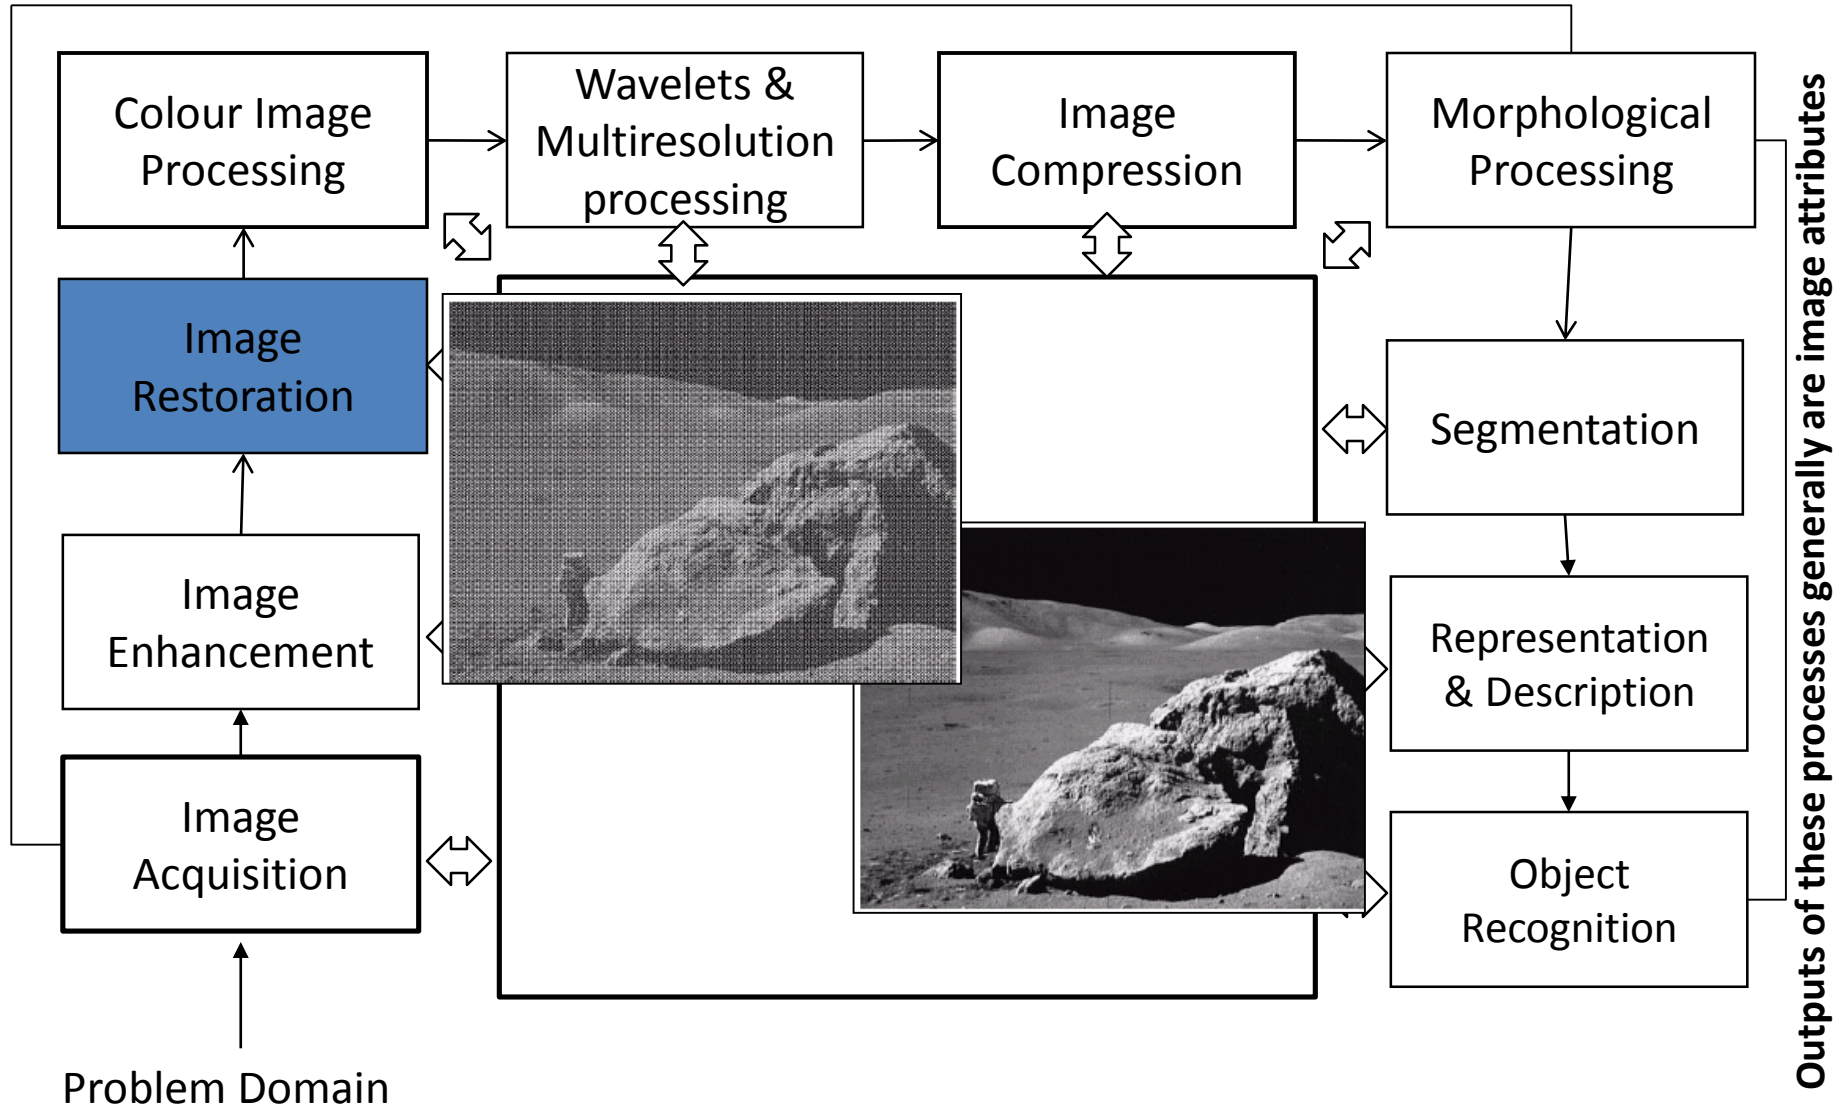 Colour Image
Processing
Wavelets &
Multiresolution
processing
Image
Compression
Morphological
Processing
Image
Restoration
Segmentation
Image
Enhancement
Representation
& Description
Image
Acquisition
Object
Recognition
Problem Domain
Outputs of these processes generally are image attributes